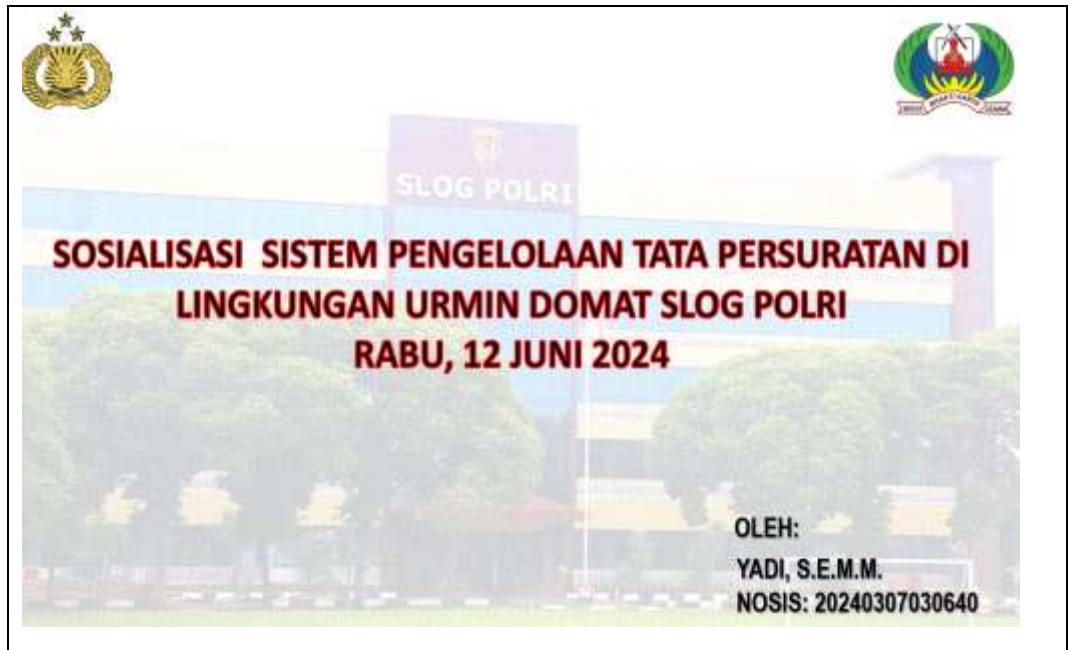 SLOG POLRI
SOSIALISASI SISTEM PENGELOLAAN TATA PERSURATAN DI
LINGKUNGAN URMIN DOMAT SLOG POLRI
RABU, 12 JUNI 2024
OLEH:
YADI, S.E.M.M.
NOSIS: 20240307030640